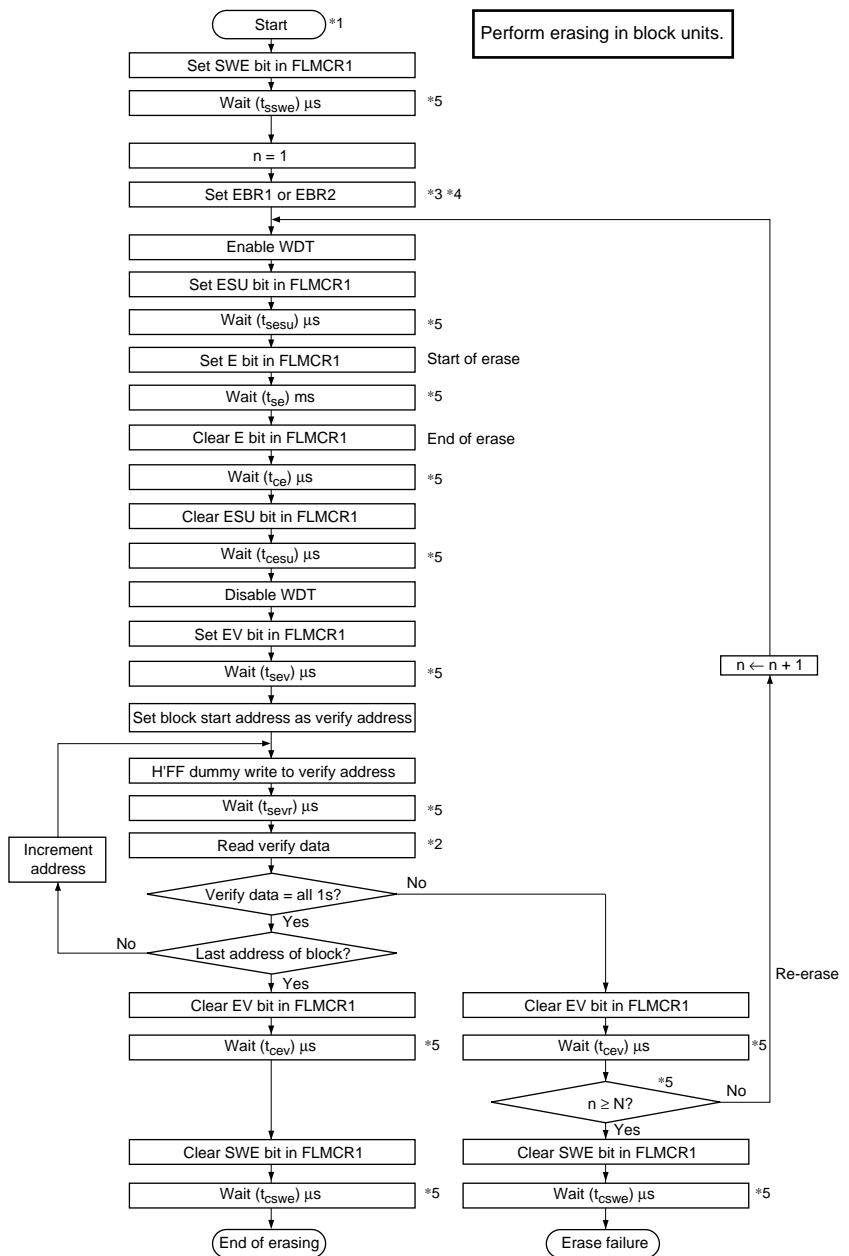 Start *1
Perform erasing in block units.
Set SWE bit in FLMCR1
Wait (tsswe) µs *5
n = 1
Set EBR1 or EBR2 *3 *4
Enable WDT
Set ESU bit in FLMCR1
Wait (tsesu) µs *5
Set E bit in FLMCR1 Start of erase
Wait (tse) ms *5
Clear E bit in FLMCR1 End of erase
Wait (tce) µs *5
Clear ESU bit in FLMCR1
Wait (tcesu) µs *5
Disable WDT
Set EV bit in FLMCR1
Wait (tsev) µs *5
n ← n + 1
Set block start address as verify address
H'FF dummy write to verify address
Wait (tsevr) µs *5
Read verify data *2
Increment
address
Verify data = all 1s?
No
Yes
Last address of block?
No
Yes
Re-erase
Clear EV bit in FLMCR1
Wait (tcev) µs *5
Clear EV bit in FLMCR1
Wait (tcev) µs *5
*5
n ≥ N?
No
Yes
Clear SWE bit in FLMCR1
Wait (tcswe) µs *5
End of erasing
Clear SWE bit in FLMCR1
Wait (tcswe) µs *5
Erase failure